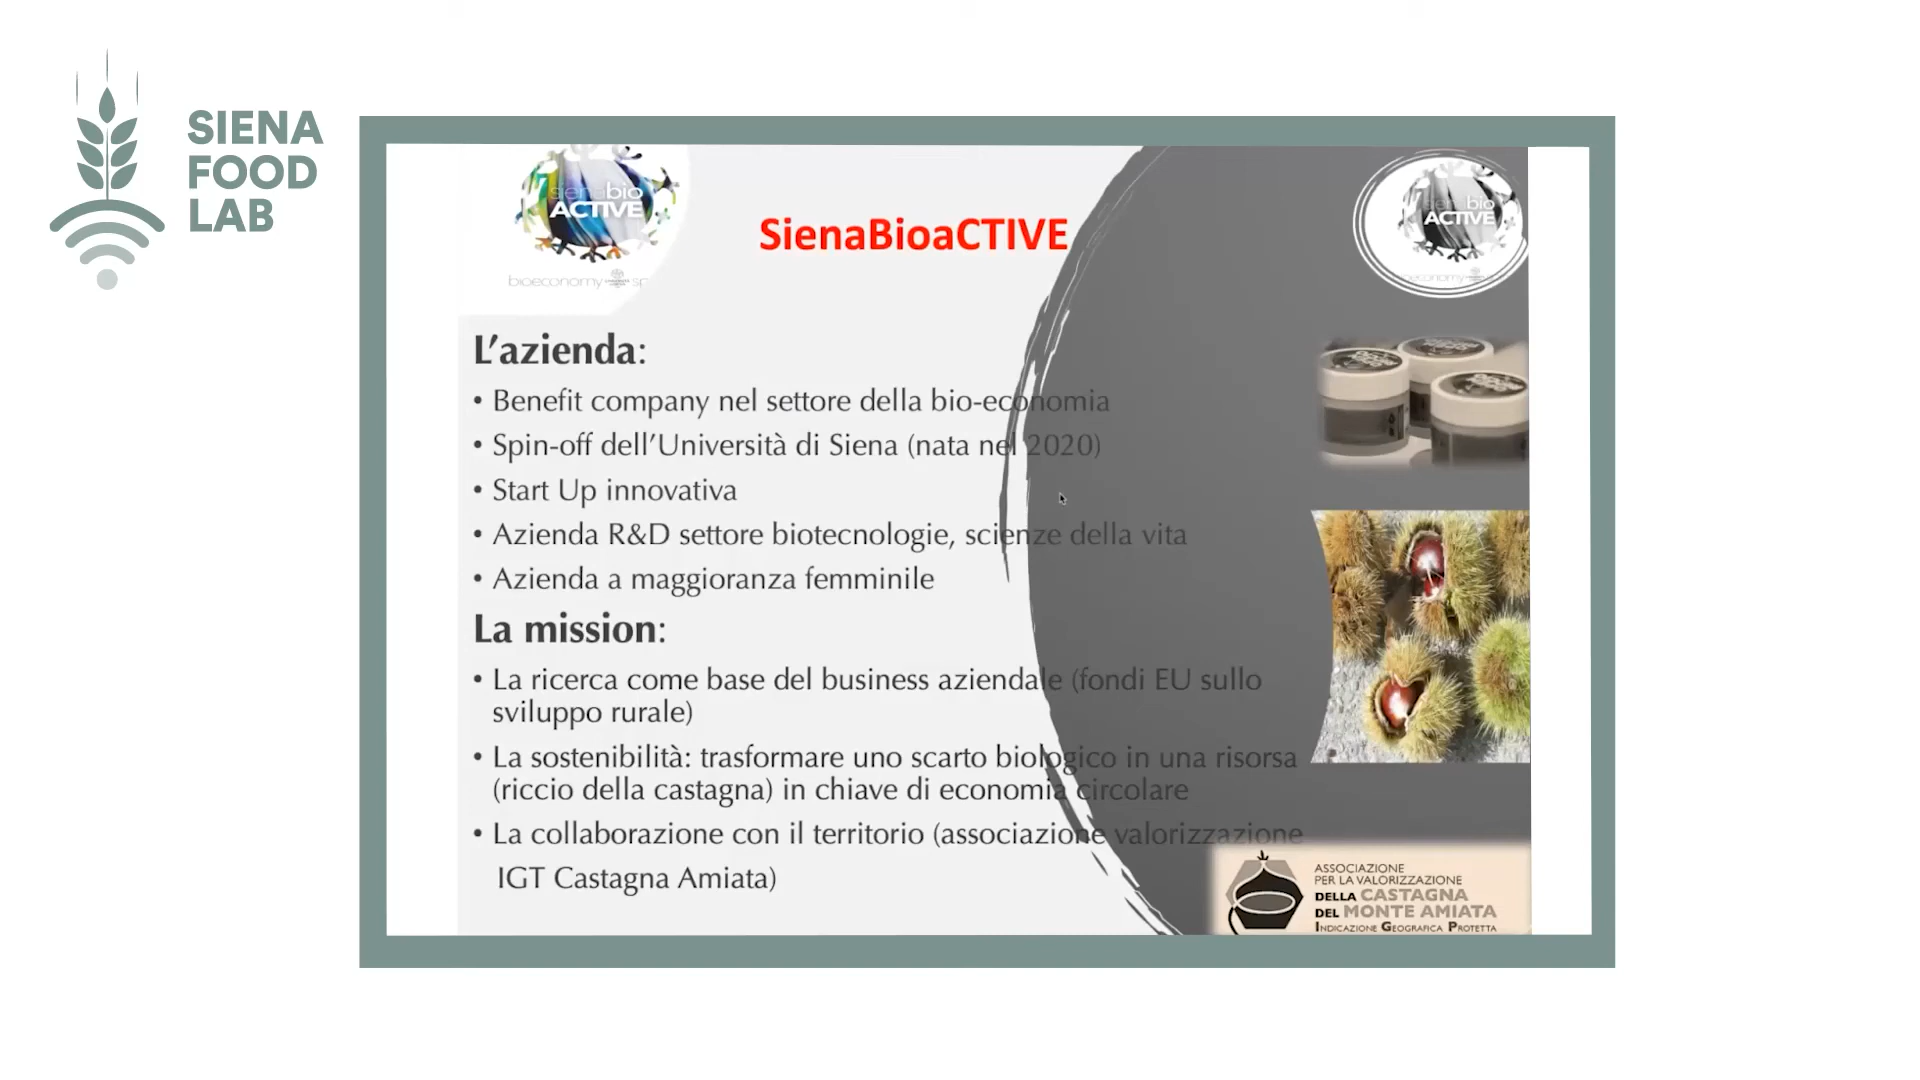 SIENA
FOOD
LAB
sienabio
ACTIVE
bioeconomy
SienaBioaCTIVE
ACTIVE
L'azienda:
• Benefit company nel settore della bio-economia
• Spin-off dell'Università di Siena (nata nel 2020)
• Start Up innovativa
• Azienda R&D settore biotecnologie, scienze della vita
• Azienda a maggioranza femminile
La mission:
• La ricerca come base del business aziendale (fondi EU sullo
sviluppo rurale)
• La sostenibilità: trasformare uno scarto biologico in una risorsa
(riccio della castagna) in chiave di economia circolare
• La collaborazione con il territorio (associazione valorizzazione
IGT Castagna Amiata)
ASSOCIAZIONE
PER LA VALORIZZAZIONE
DELLA CASTAGNA
DEL MONTE AMIATA
INDICAZIONE GEOGRAFICA PROTETTA